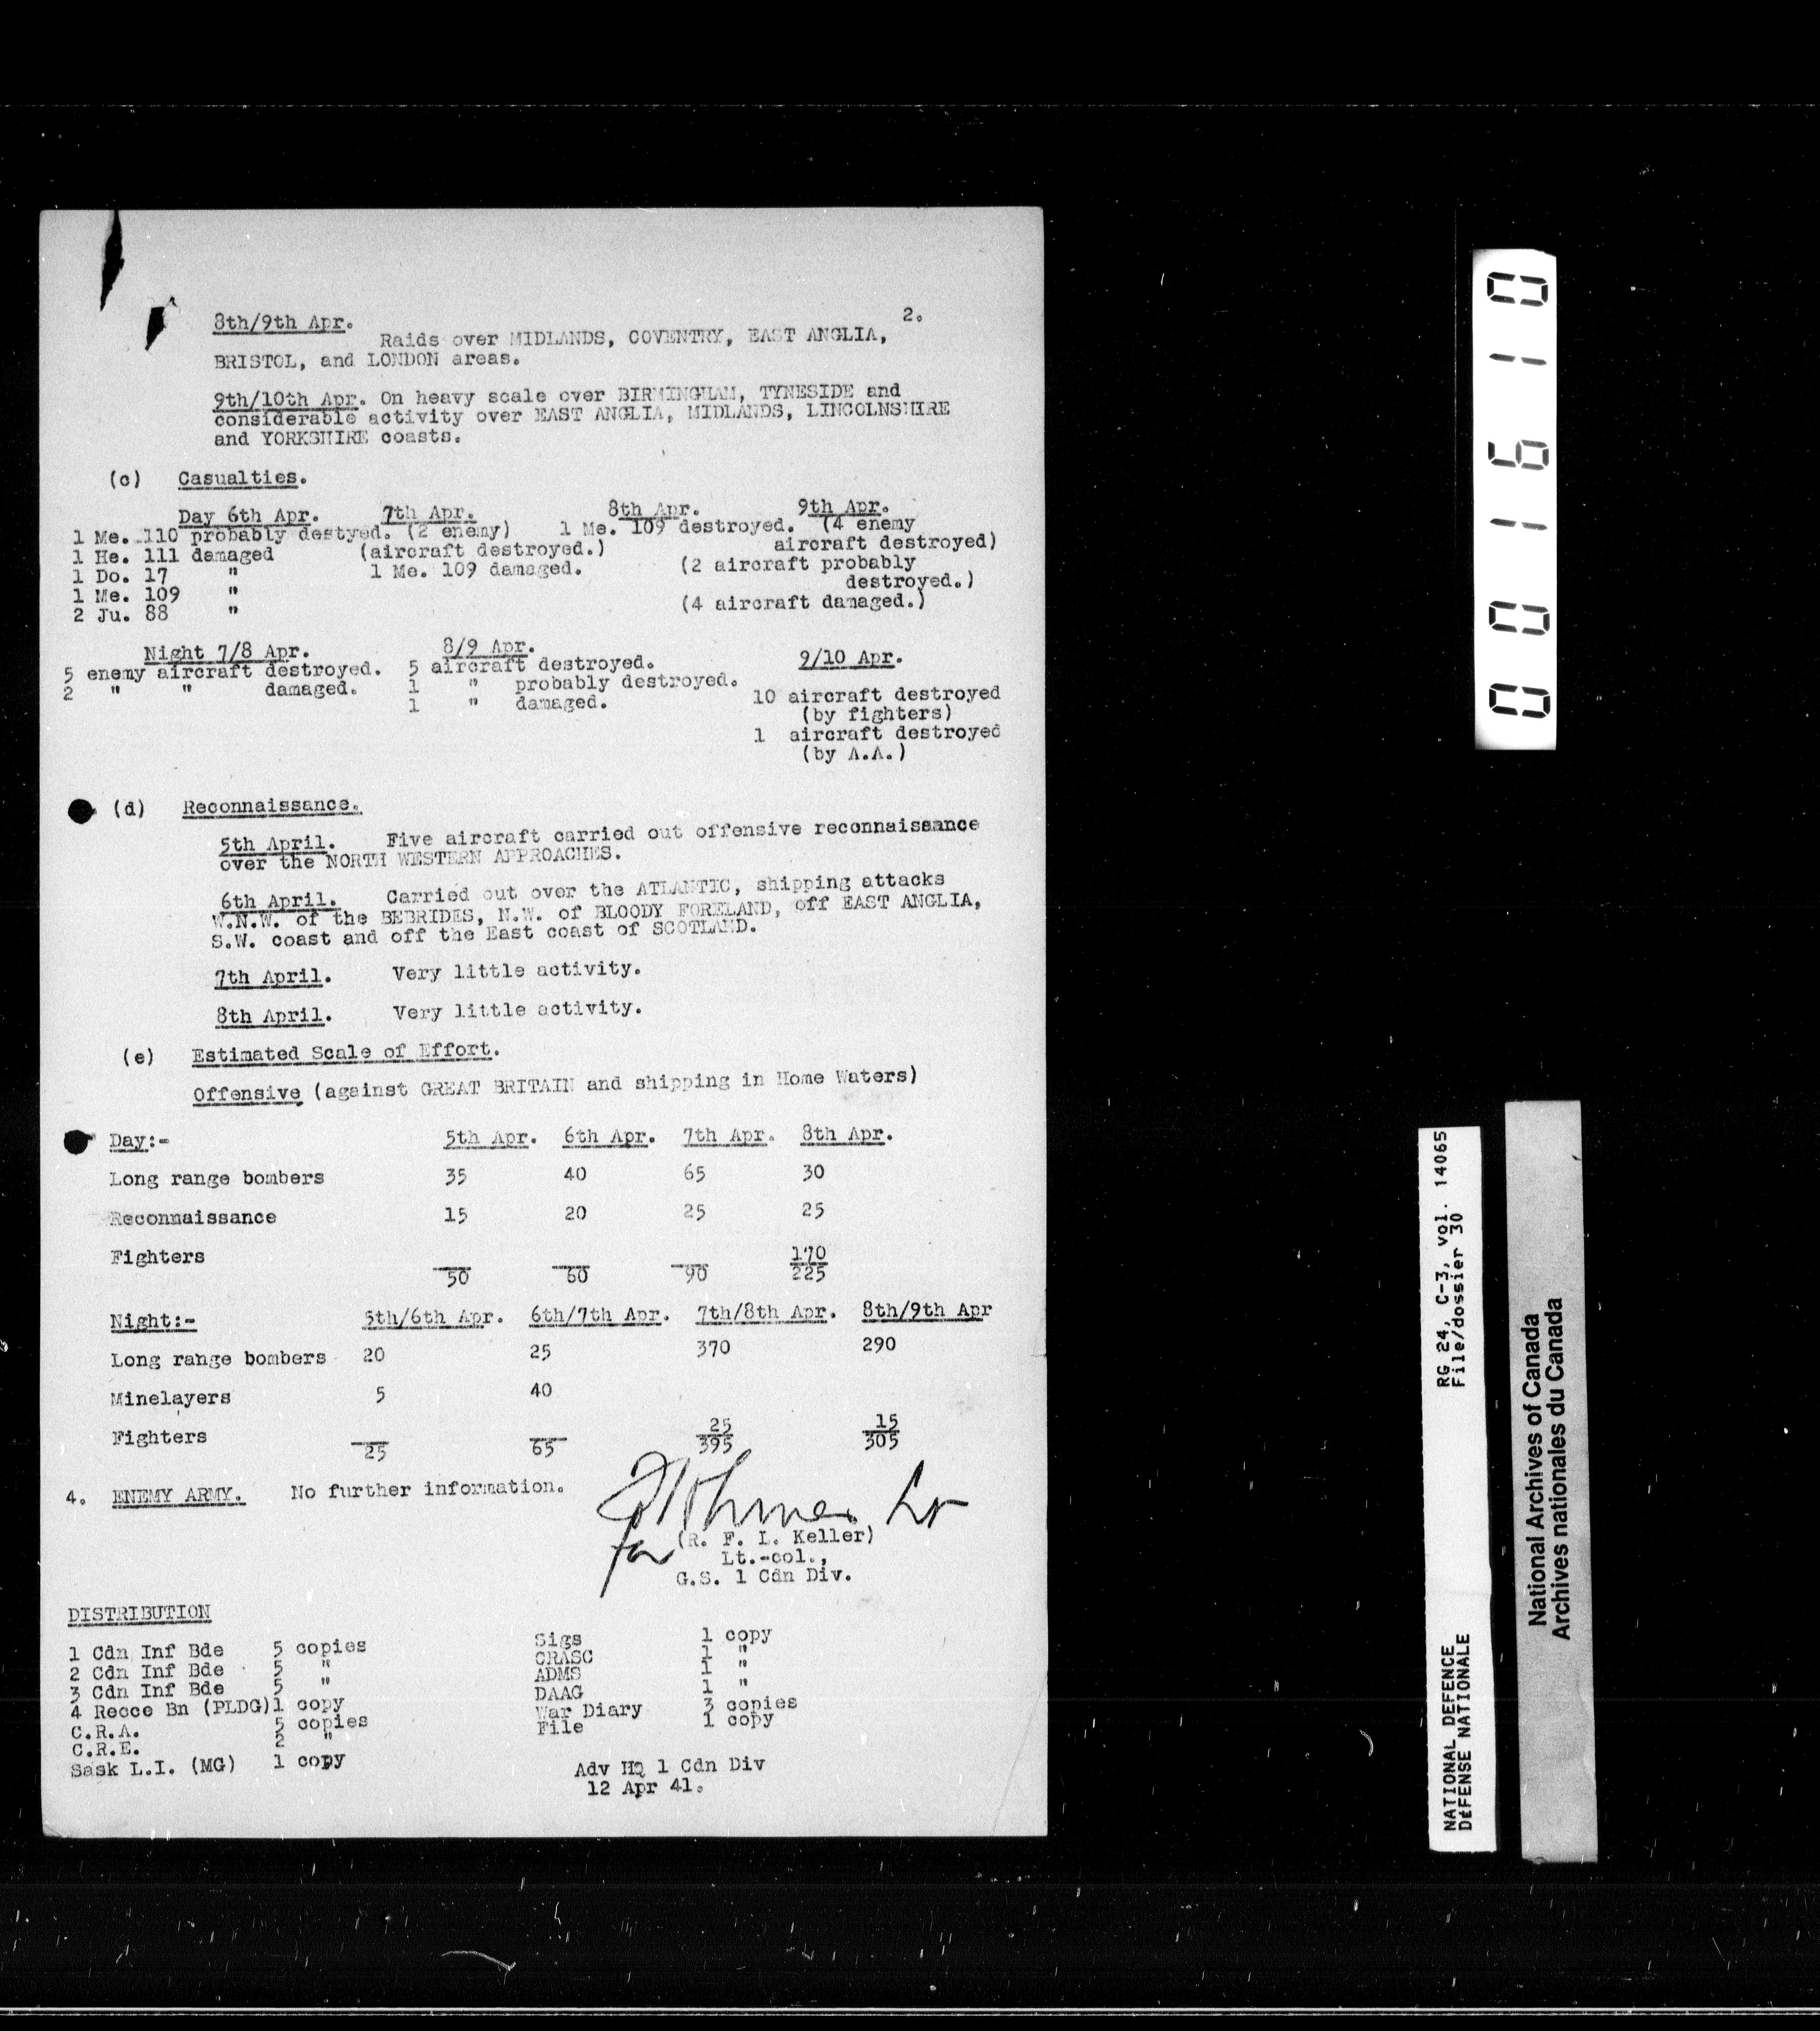 2.
8th/9th Apr.
Raids over MIDLANDS, COVENTRY, EAST ANGLIA,
BRISTOL, and LONDON areas.
9th/10th Apr. On heavy scale over BIRMINGHAM, TYNESIDE and
considerable activity over EAST ANGLIA, MIDLANDS, LINCOLNSHIRE
and YORKSHIRE coasts.
(c) Casualties.
Day 6th Apr. 7th Apr. 8th Apr. 9th Apr.
1 Me. 110 probably destyed. (2 enemy) 1 Me. 109 destroyed. (4 enemy
1 He. 111 damaged (aircraft destroyed.) aircraft destroyed)
1 Do. 17 " 1 Me. 109 damaged. (2 aircraft probably
1 Me. 109 " destroyed.)
2 Ju. 88 " (4 aircraft damaged.)
Night 7/8 Apr. 8/9 Apr. 9/10 Apr.
5 enemy aircraft destroyed. 5 aircraft destroyed.
2 " " damaged. 1 " probably destroyed.
1 " damaged. 10 aircraft destroyed
(by fighters)
1 aircraft destroyed
(by A.A.)
(d) Reconnaissance.
5th April. Five aircraft carried out offensive reconnaissance
over the NORTH WESTERN APPROACHES.
6th April. Carried out over the ATLANTIC, shipping attacks
W.N.W. of the BEBRIDES, N.W. of BLOODY FORELAND, off EAST ANGLIA,
S.W. coast and off the East coast of SCOTLAND.
7th April. Very little activity.
8th April. Very little activity.
(e) Estimated Scale of Effort.
Offensive (against GREAT BRITAIN and shipping in Home Waters)
Day:- 5th Apr. 6th Apr. 7th Apr. 8th Apr.
Long range bombers 35 40 65 30
Reconnaissance 15 20 25 25
Fighters 170
50 60 90 225
Night:- 5th/6th Apr. 6th/7th Apr. 7th/8th Apr. 8th/9th Apr
Long range bombers 20 25 370 290
Minelayers 5 40
Fighters 25 15
25 65 395 305
4. ENEMY ARMY. No further information.
for (R. F. L. Keller)
Lt.-col.,
G.S. 1 Cdn Div.
DISTRIBUTION
1 Cdn Inf Bde 5 copies Sigs 1 copy
2 Cdn Inf Bde 5 " CRASC 1 "
3 Cdn Inf Bde 5 " ADMS 1 "
4 Recce Bn (PLDG) 1 copy DAAG 1 "
C.R.A. 5 copies War Diary 3 copies
C.R.E. 2 " File 1 copy
Sask L.I. (MG) 1 copy
Adv HQ 1 Cdn Div
12 Apr 41.
001610
RG 24, C-3, vol. 14065
File/dossier 30
NATIONAL DEFENCE
DÉFENSE NATIONALE
National Archives of Canada
Archives nationales du Canada